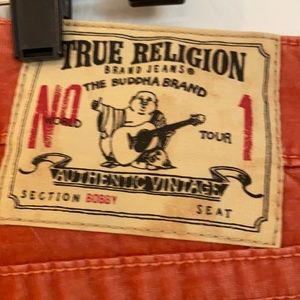 TRUE RELIGION
BRAND JEANS®
THE BUDDHA BRAND
NO 1
WORLD TOUR
AUTHENTIC VINTAGE
SECTION BOBBY SEAT